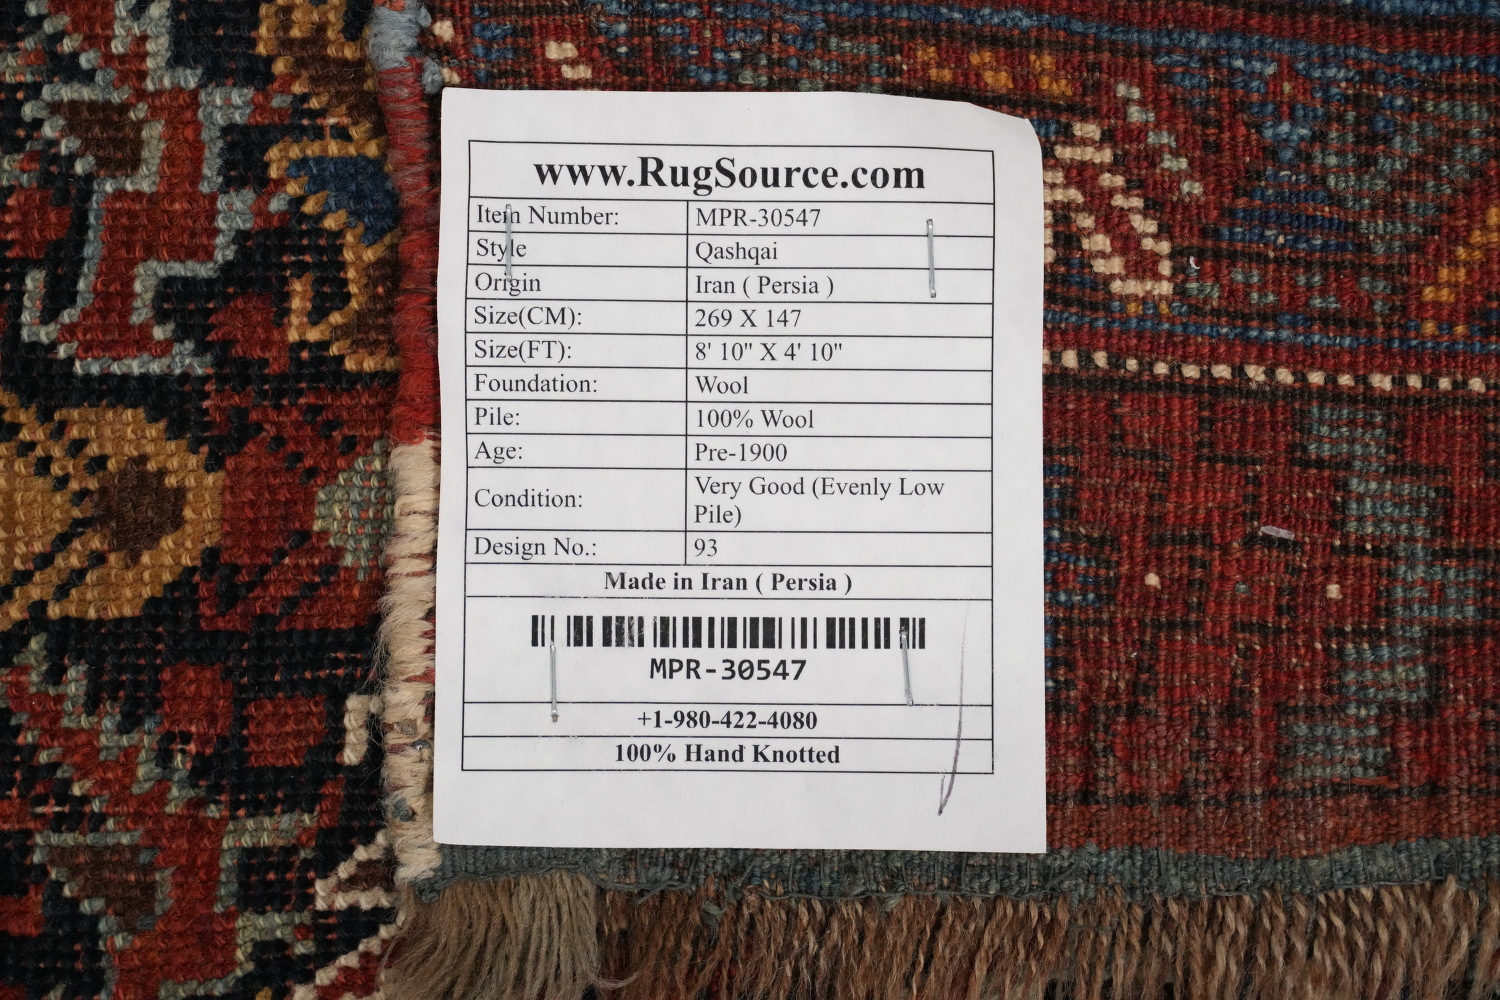 www.RugSource.com
Item Number: MPR-30547
Style Qashqai
Origin Iran ( Persia )
Size(CM): 269 X 147
Size(FT): 8' 10" X 4' 10"
Foundation: Wool
Pile: 100% Wool
Age: Pre-1900
Condition: Very Good (Evenly Low
Pile)
Design No.: 93
Made in Iran ( Persia )
MPR-30547
+1-980-422-4080
100% Hand Knotted